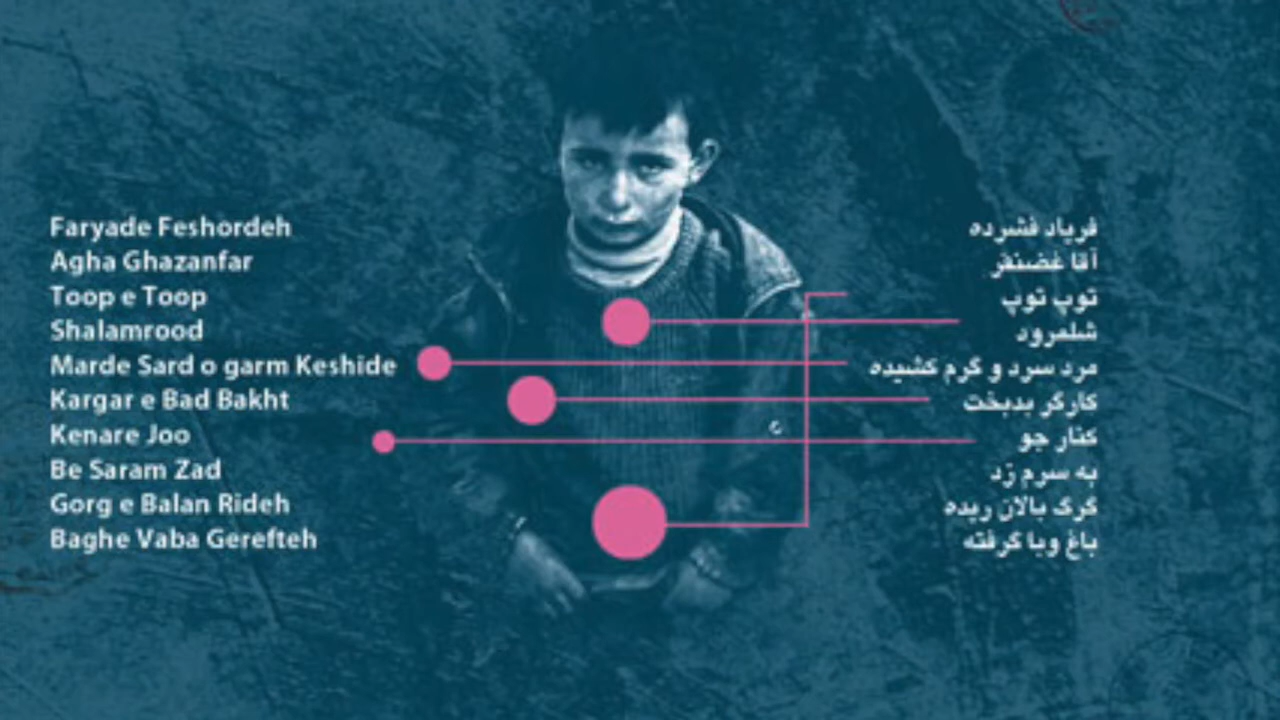 Faryade Feshordeh
Agha Ghazanfar
Toop e Toop
Shalamrood
Marde Sard o garm Keshide
Kargar e Bad Bakht
Kenare Joo
Be Saram Zad
Gorg e Balan Rideh
Baghe Vaba Gerefteh
فریاد فشرده
آقا غضنفر
توپ توپ
شلمرود
مرد سرد و گرم کشیده
کارگر بدبخت
کنار جو
به سرم زد
گرگ بالان ریده
باغ وبا گرفته